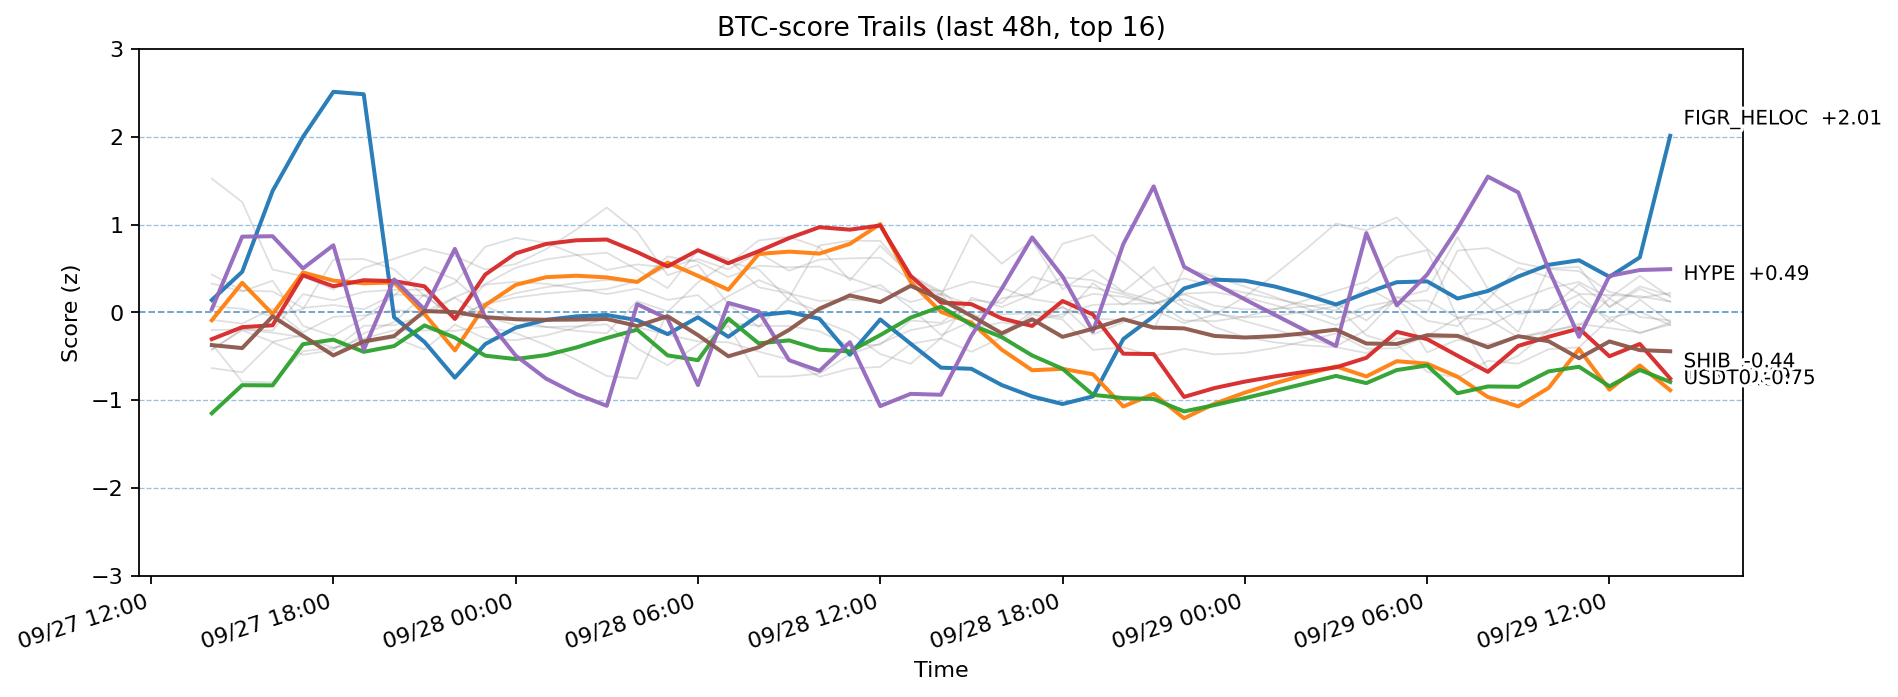 BTC-score Trails (last 48h, top 16)
Score (z)
3
2
1
0
−1
−2
−3
FIGR_HELOC +2.01
HYPE +0.49
SHIB -0.44
USDT0
09/27 12:00
09/27 18:00
09/28 00:00
09/28 06:00
09/28 12:00
09/28 18:00
09/29 00:00
09/29 06:00
09/29 12:00
Time